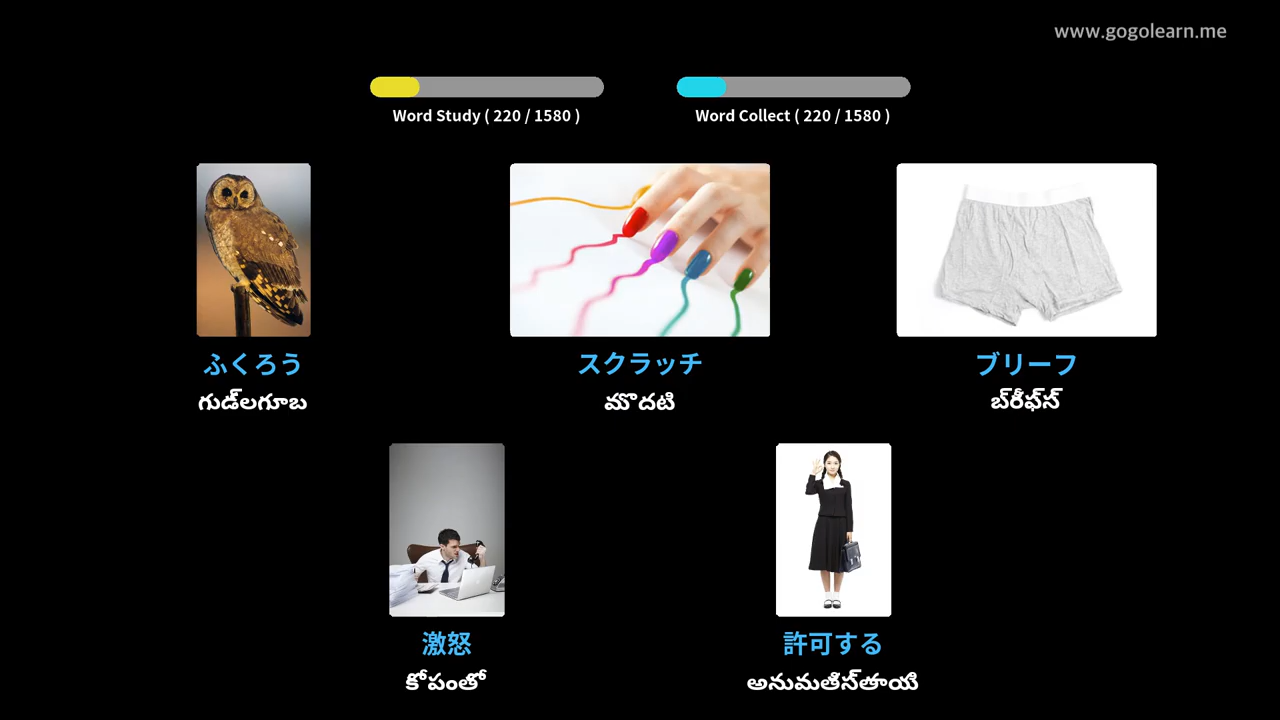 www.gogolearn.me
Word Study ( 220 / 1580 )
Word Collect ( 220 / 1580 )
ふくろう
గుడ్‌లగూబ
スクラッチ
మొదటి
ブリーフ
బ్‌రీఫ్‌స్
激怒
కోపంతో
許可する
అనుమతిన్‌తాయి